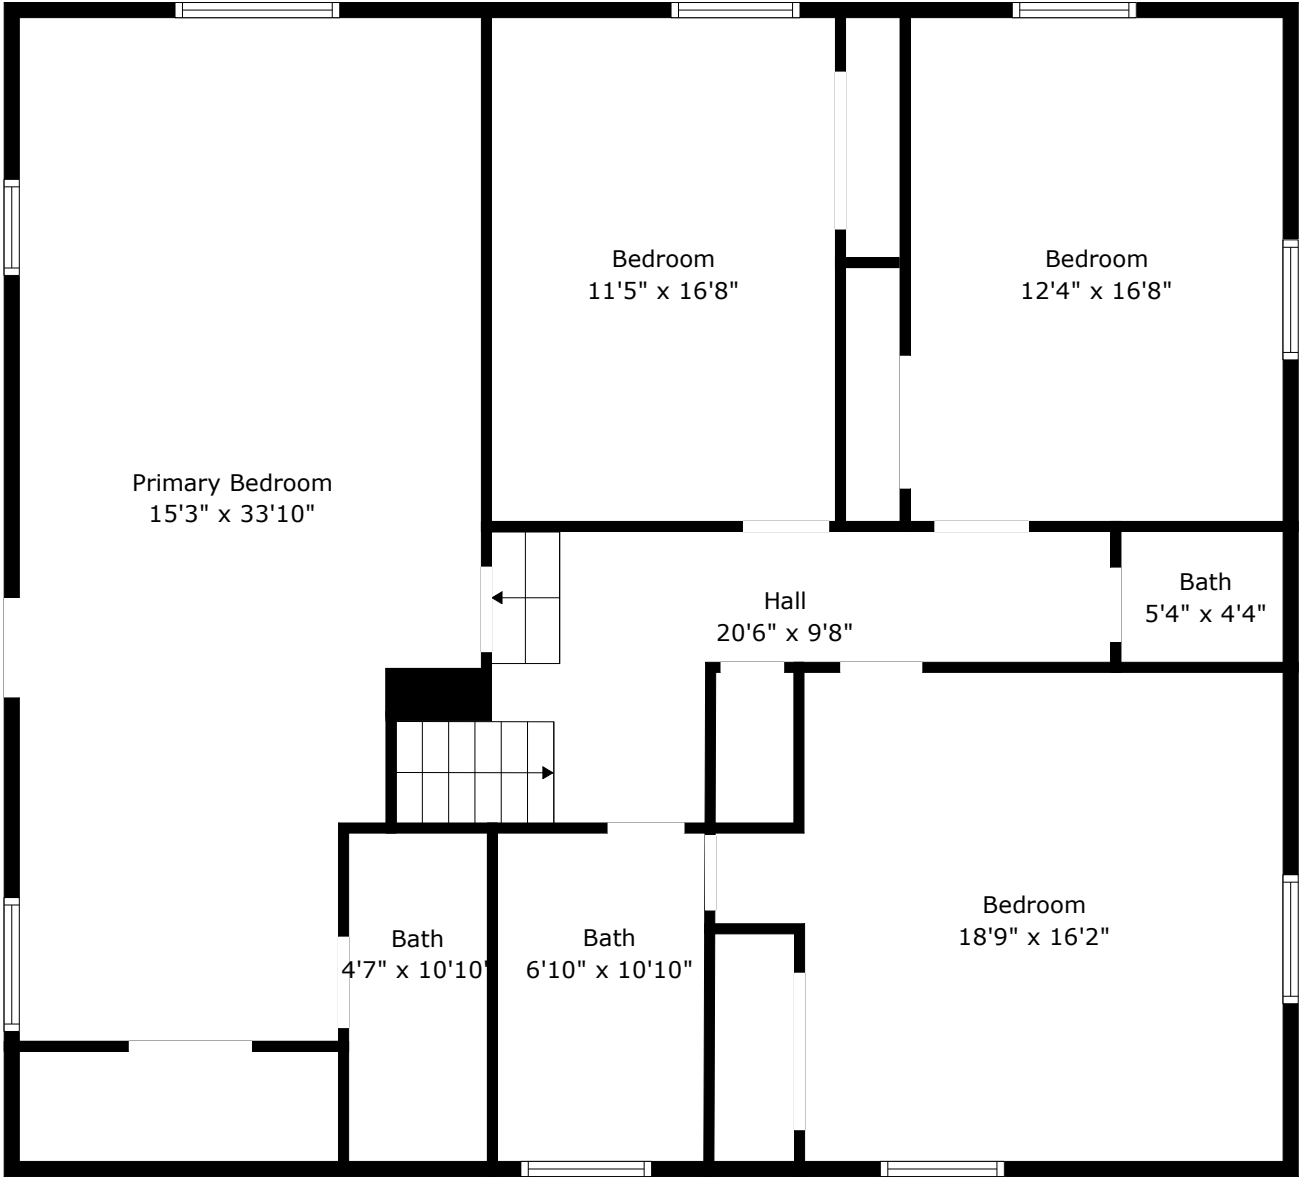 Bedroom
11'5" x 16'8"
Bedroom
12'4" x 16'8"
Primary Bedroom
15'3" x 33'10"
Hall
20'6" x 9'8"
Bath
5'4" x 4'4"
Bath
4'7" x 10'10"
Bath
6'10" x 10'10"
Bedroom
18'9" x 16'2"